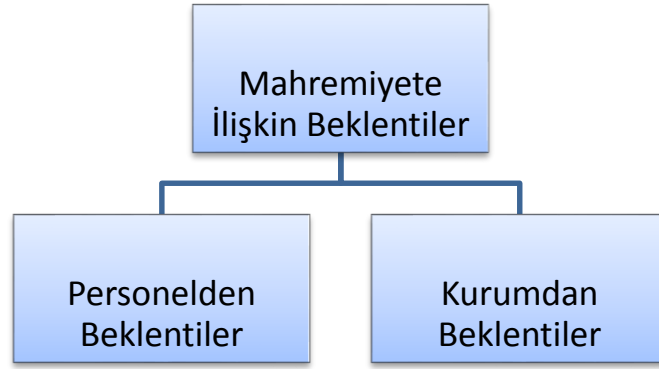 Mahremiyete
İlişkin Beklentiler
Personelden
Beklentiler
Kurumdan
Beklentiler